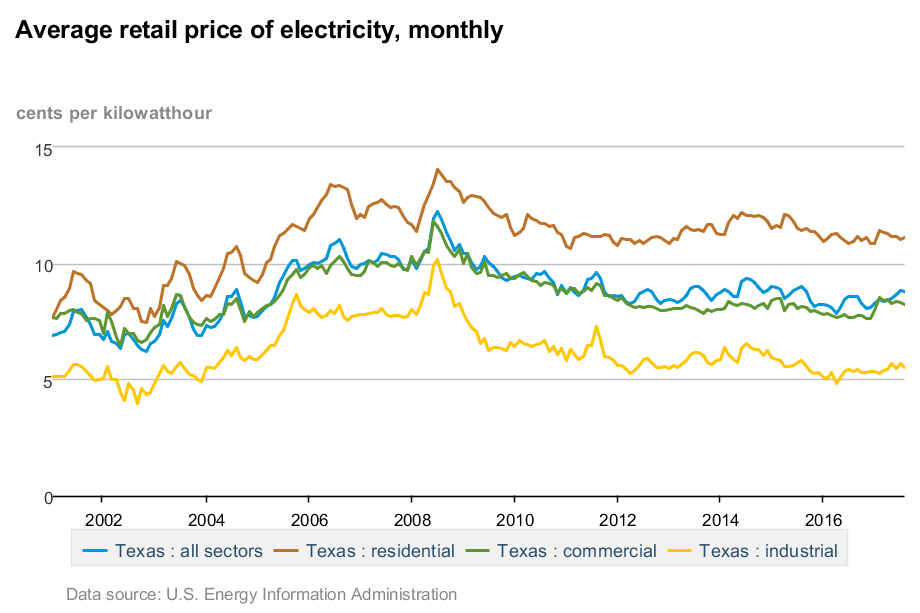 Average retail price of electricity, monthly
cents per kilowatthour
15
10
5
0
2002 2004 2006 2008 2010 2012 2014 2016
Texas : all sectors Texas : residential Texas : commercial Texas : industrial
Data source: U.S. Energy Information Administration